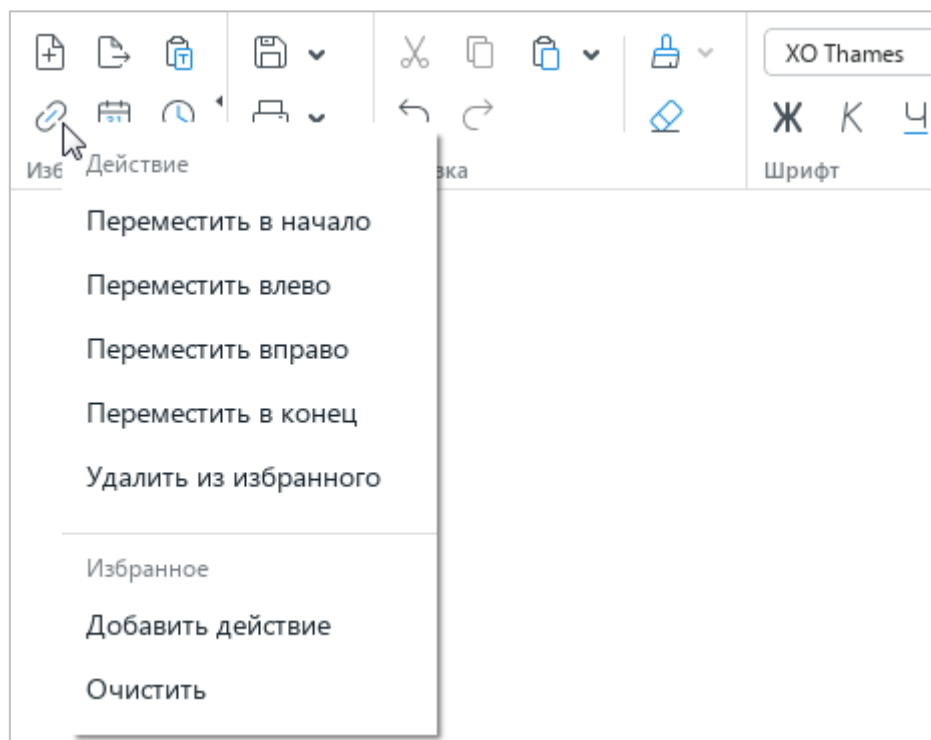 XO Thames
Ж К Ч
Изб
вка
Шрифт
Действие
Переместить в начало
Переместить влево
Переместить вправо
Переместить в конец
Удалить из избранного
Избранное
Добавить действие
Очистить